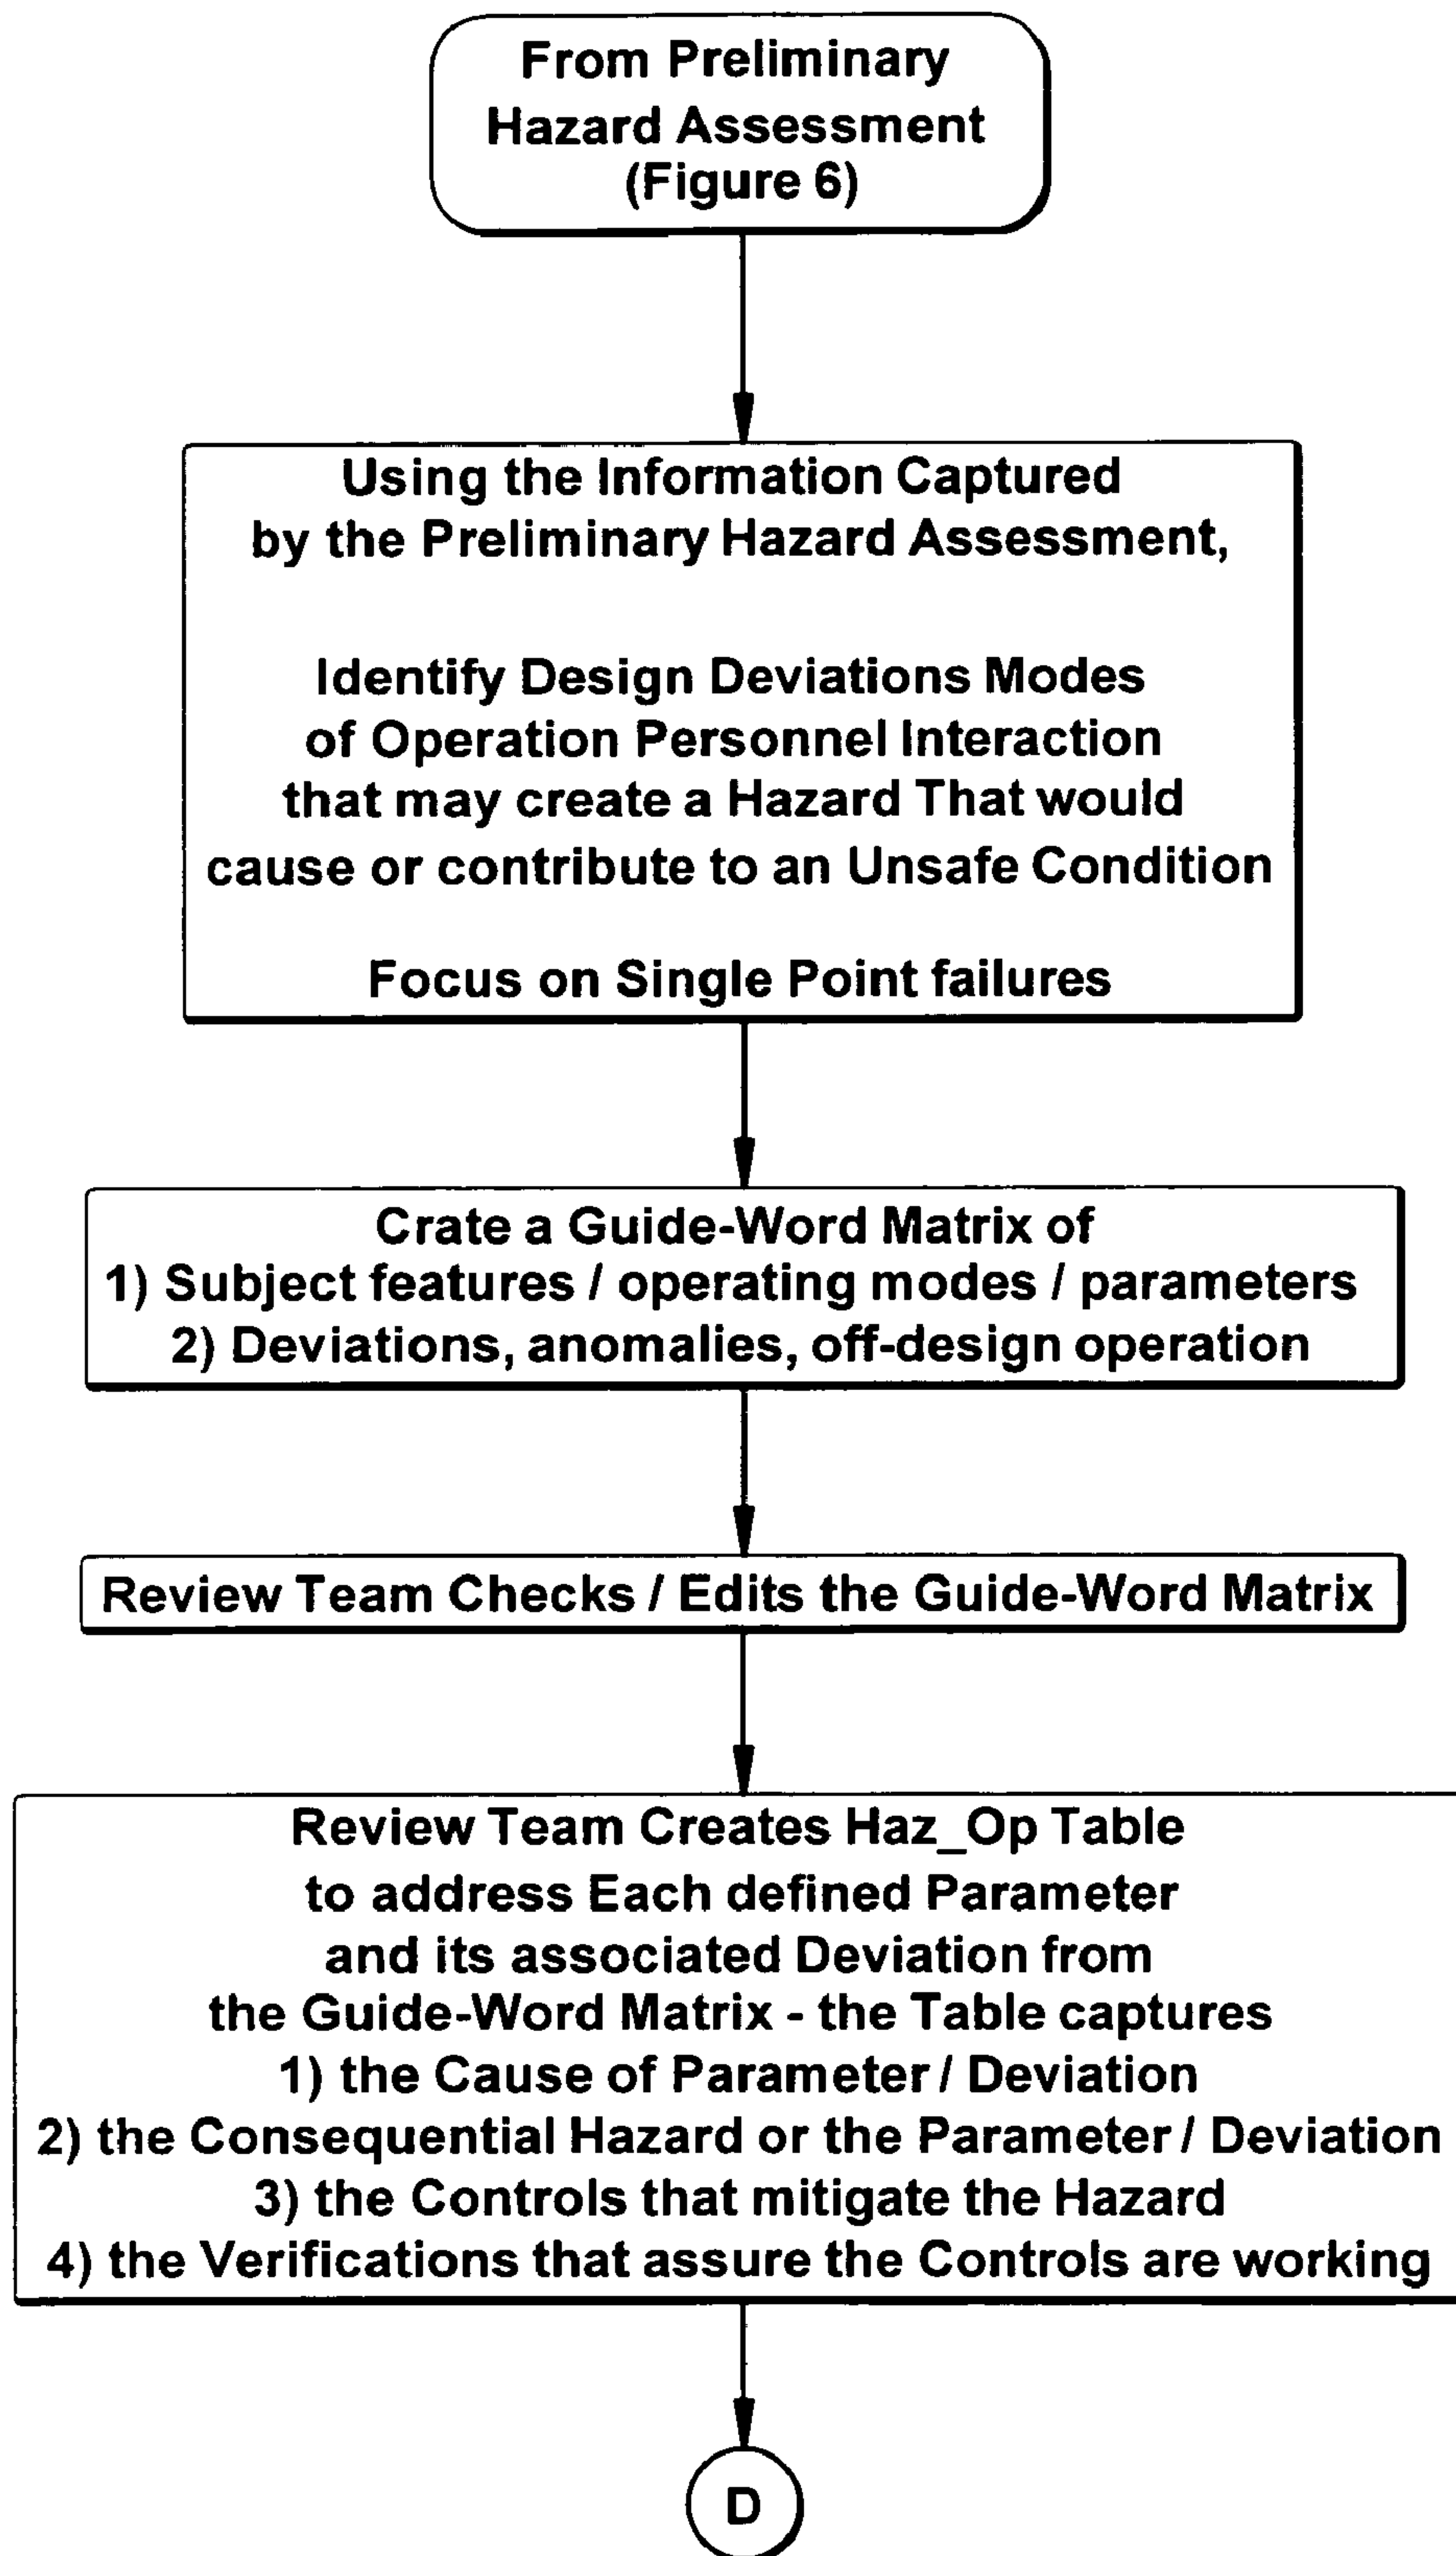 From Preliminary
Hazard Assessment
(Figure 6)
Using the Information Captured
by the Preliminary Hazard Assessment,
Identify Design Deviations Modes
of Operation Personnel Interaction
that may create a Hazard That would
cause or contribute to an Unsafe Condition
Focus on Single Point failures
Crate a Guide-Word Matrix of
1) Subject features / operating modes / parameters
2) Deviations, anomalies, off-design operation
Review Team Checks / Edits the Guide-Word Matrix
Review Team Creates Haz_Op Table
to address Each defined Parameter
and its associated Deviation from
the Guide-Word Matrix - the Table captures
1) the Cause of Parameter / Deviation
2) the Consequential Hazard or the Parameter / Deviation
3) the Controls that mitigate the Hazard
4) the Verifications that assure the Controls are working
D